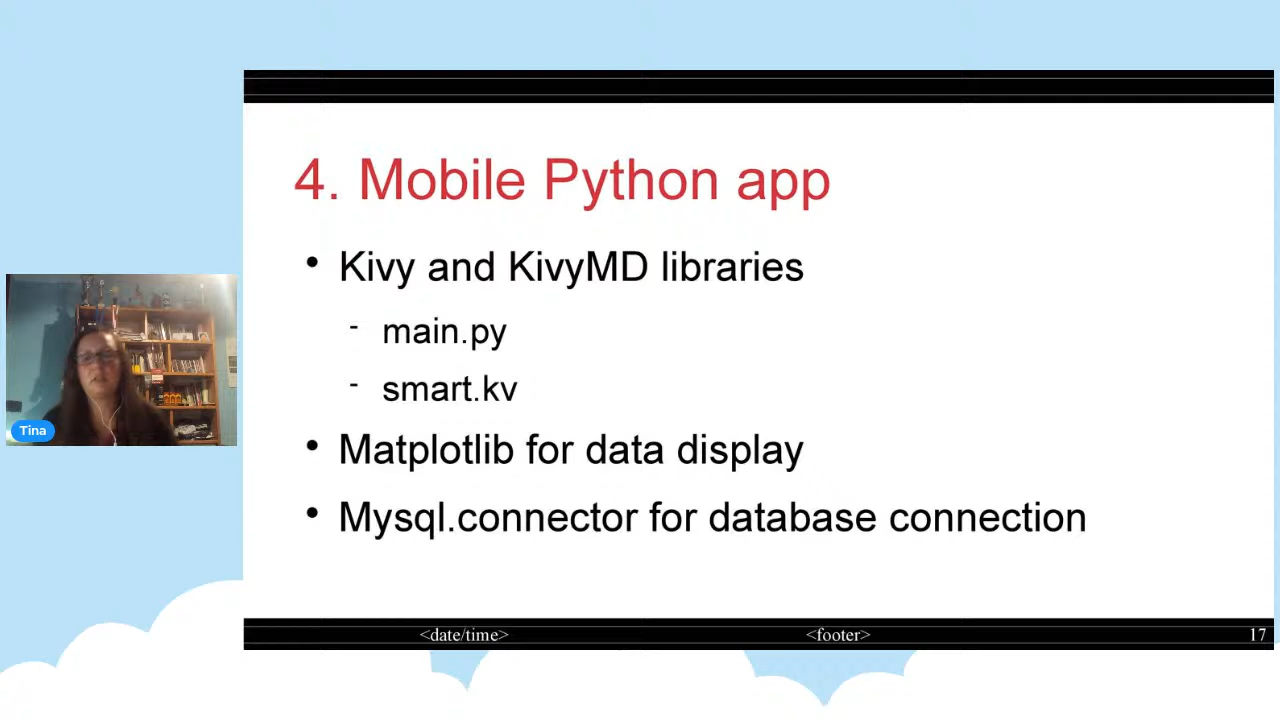 4. Mobile Python app
• Kivy and KivyMD libraries
- main.py
- smart.kv
• Matplotlib for data display
• Mysql.connector for database connection
Tina
<date/time> <footer> 17